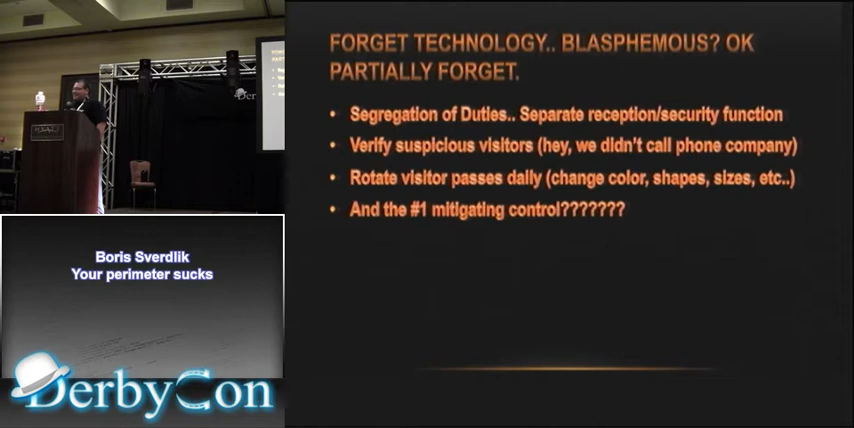 FORGET TECHNOLOGY.. BLASPHEMOUS? OK
PARTIALLY FORGET.
• Segregation of Duties.. Separate reception/security function
• Verify suspicious visitors (hey, we didn't call phone company)
• Rotate visitor passes daily (change color, shapes, sizes, etc..)
• And the #1 mitigating control???????
Boris Sverdlik
Your perimeter sucks
DerbyCon